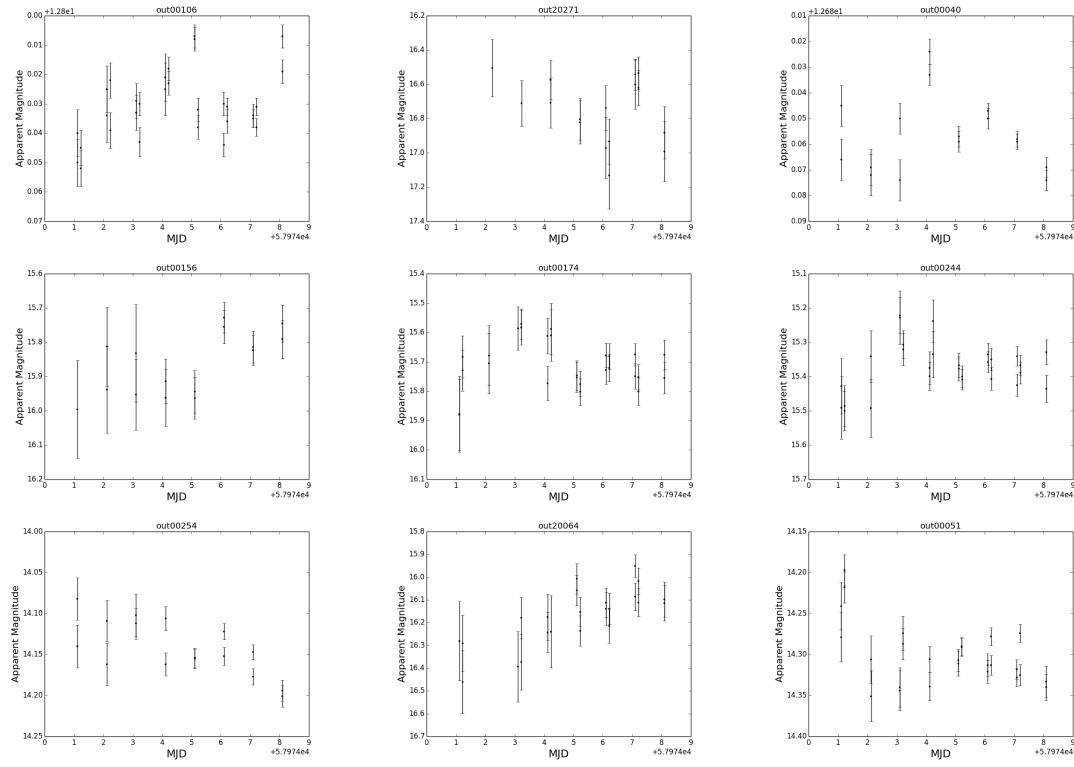 out00106
+1.28e1
0.00
0.01
0.02
0.03
0.04
0.05
0.06
0.07
Apparent Magnitude
0 1 2 3 4 5 6 7 8 9
MJD
+5.7974e4
out20271
16.4
16.6
16.8
17.0
17.2
17.4
Apparent Magnitude
0 1 2 3 4 5 6 7 8 9
MJD
+5.7974e4
out00040
+1.268e1
0.01
0.02
0.03
0.04
0.05
0.06
0.07
0.08
0.09
Apparent Magnitude
0 1 2 3 4 5 6 7 8 9
MJD
+5.7974e4
out00156
15.6
15.7
15.8
15.9
16.0
16.1
16.2
Apparent Magnitude
0 1 2 3 4 5 6 7 8 9
MJD
+5.7974e4
out00174
15.4
15.5
15.6
15.7
15.8
15.9
16.0
16.1
Apparent Magnitude
0 1 2 3 4 5 6 7 8 9
MJD
+5.7974e4
out00244
15.1
15.2
15.3
15.4
15.5
15.6
15.7
Apparent Magnitude
0 1 2 3 4 5 6 7 8 9
MJD
+5.7974e4
out00254
14.00
14.05
14.10
14.15
14.20
14.25
Apparent Magnitude
0 1 2 3 4 5 6 7 8 9
MJD
+5.7974e4
out20064
15.8
15.9
16.0
16.1
16.2
16.3
16.4
16.5
16.6
16.7
Apparent Magnitude
0 1 2 3 4 5 6 7 8 9
MJD
+5.7974e4
out00051
14.15
14.20
14.25
14.30
14.35
14.40
Apparent Magnitude
0 1 2 3 4 5 6 7 8 9
MJD
+5.7974e4